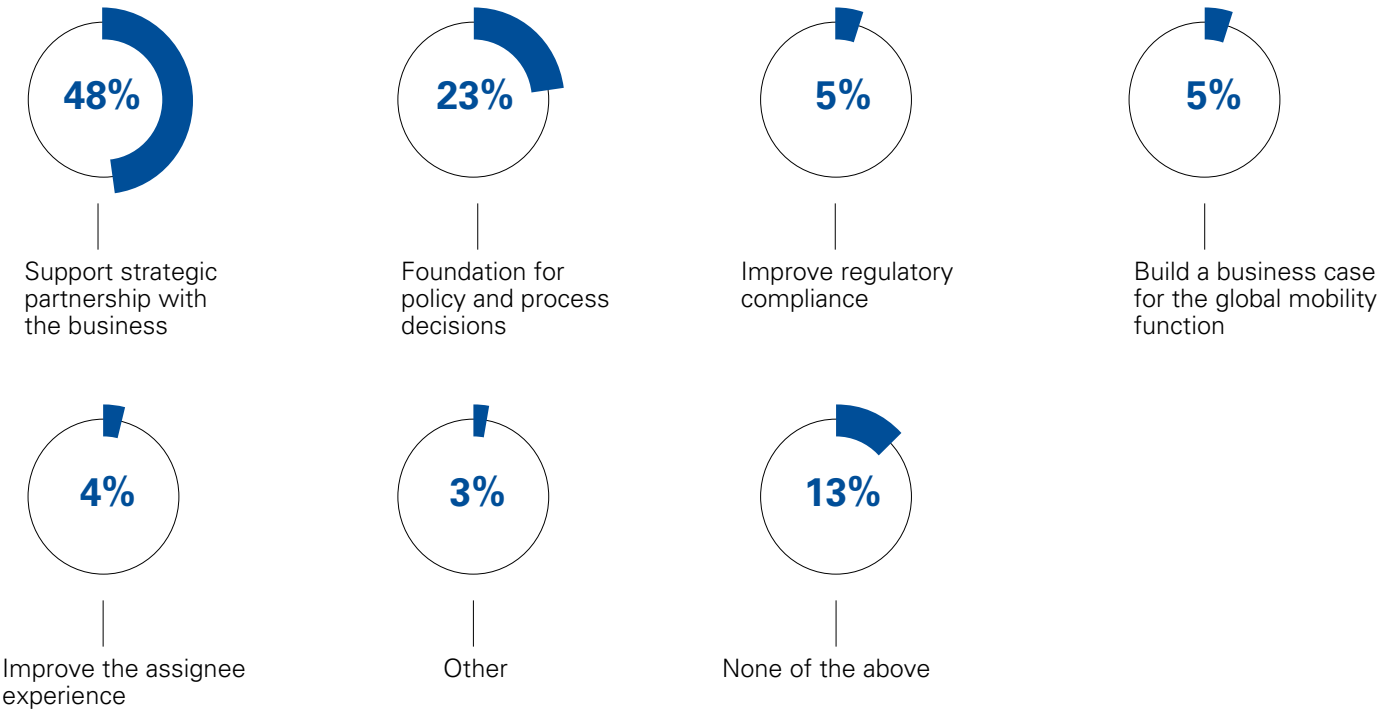 48%
23%
5%
5%
Support strategic
partnership with
the business
Foundation for
policy and process
decisions
Improve regulatory
compliance
Build a business case
for the global mobility
function
4%
3%
13%
Improve the assignee
experience
Other
None of the above